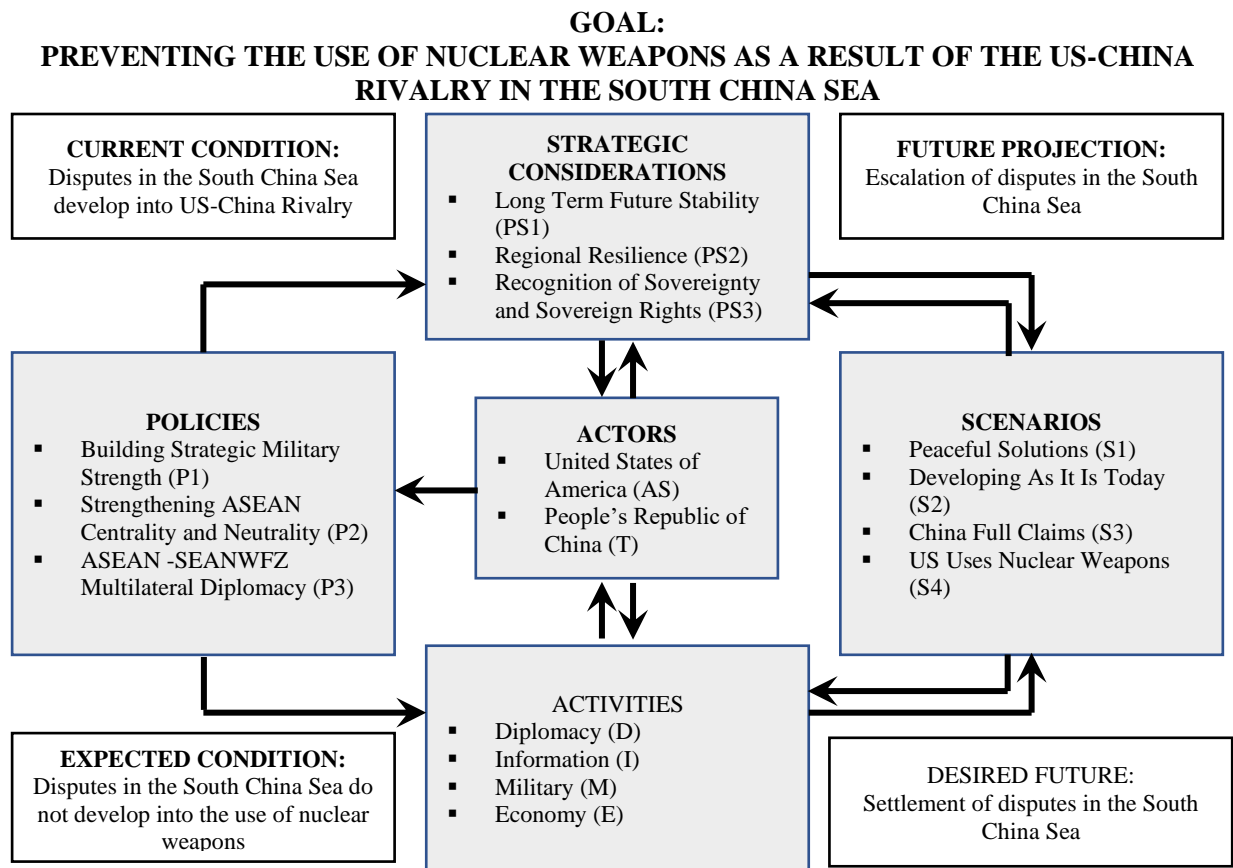 GOAL:
PREVENTING THE USE OF NUCLEAR WEAPONS AS A RESULT OF THE US-CHINA
RIVALRY IN THE SOUTH CHINA SEA
CURRENT CONDITION:
Disputes in the South China Sea
develop into US-China Rivalry
STRATEGIC
CONSIDERATIONS
▪ Long Term Future Stability
(PS1)
▪ Regional Resilience (PS2)
▪ Recognition of Sovereignty
and Sovereign Rights (PS3)
FUTURE PROJECTION:
Escalation of disputes in the South
China Sea
POLICIES
▪ Building Strategic Military
Strength (P1)
▪ Strengthening ASEAN
Centrality and Neutrality (P2)
▪ ASEAN -SEANWFZ
Multilateral Diplomacy (P3)
ACTORS
▪ United States of
America (AS)
▪ People’s Republic of
China (T)
SCENARIOS
▪ Peaceful Solutions (S1)
▪ Developing As It Is Today
(S2)
▪ China Full Claims (S3)
▪ US Uses Nuclear Weapons
(S4)
EXPECTED CONDITION:
Disputes in the South China Sea do
not develop into the use of nuclear
weapons
ACTIVITIES
▪ Diplomacy (D)
▪ Information (I)
▪ Military (M)
▪ Economy (E)
DESIRED FUTURE:
Settlement of disputes in the South
China Sea